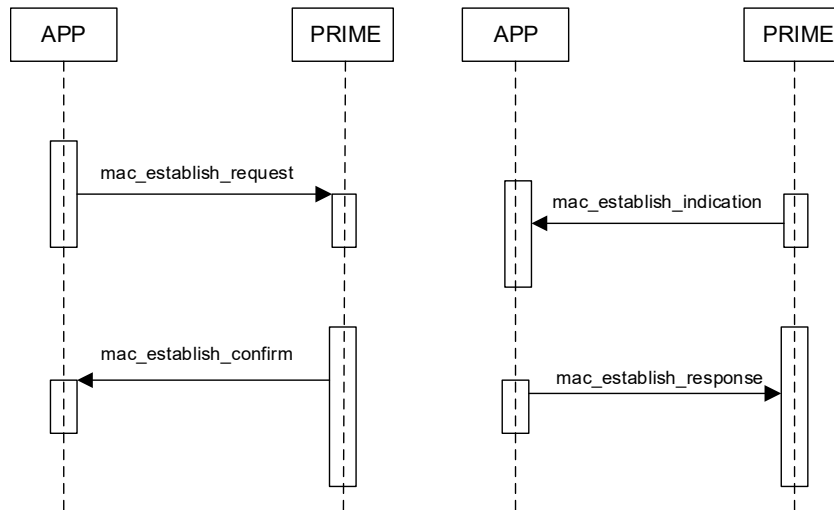 APP
PRIME
APP
PRIME
mac_establish_request
mac_establish_indication
mac_establish_confirm
mac_establish_response